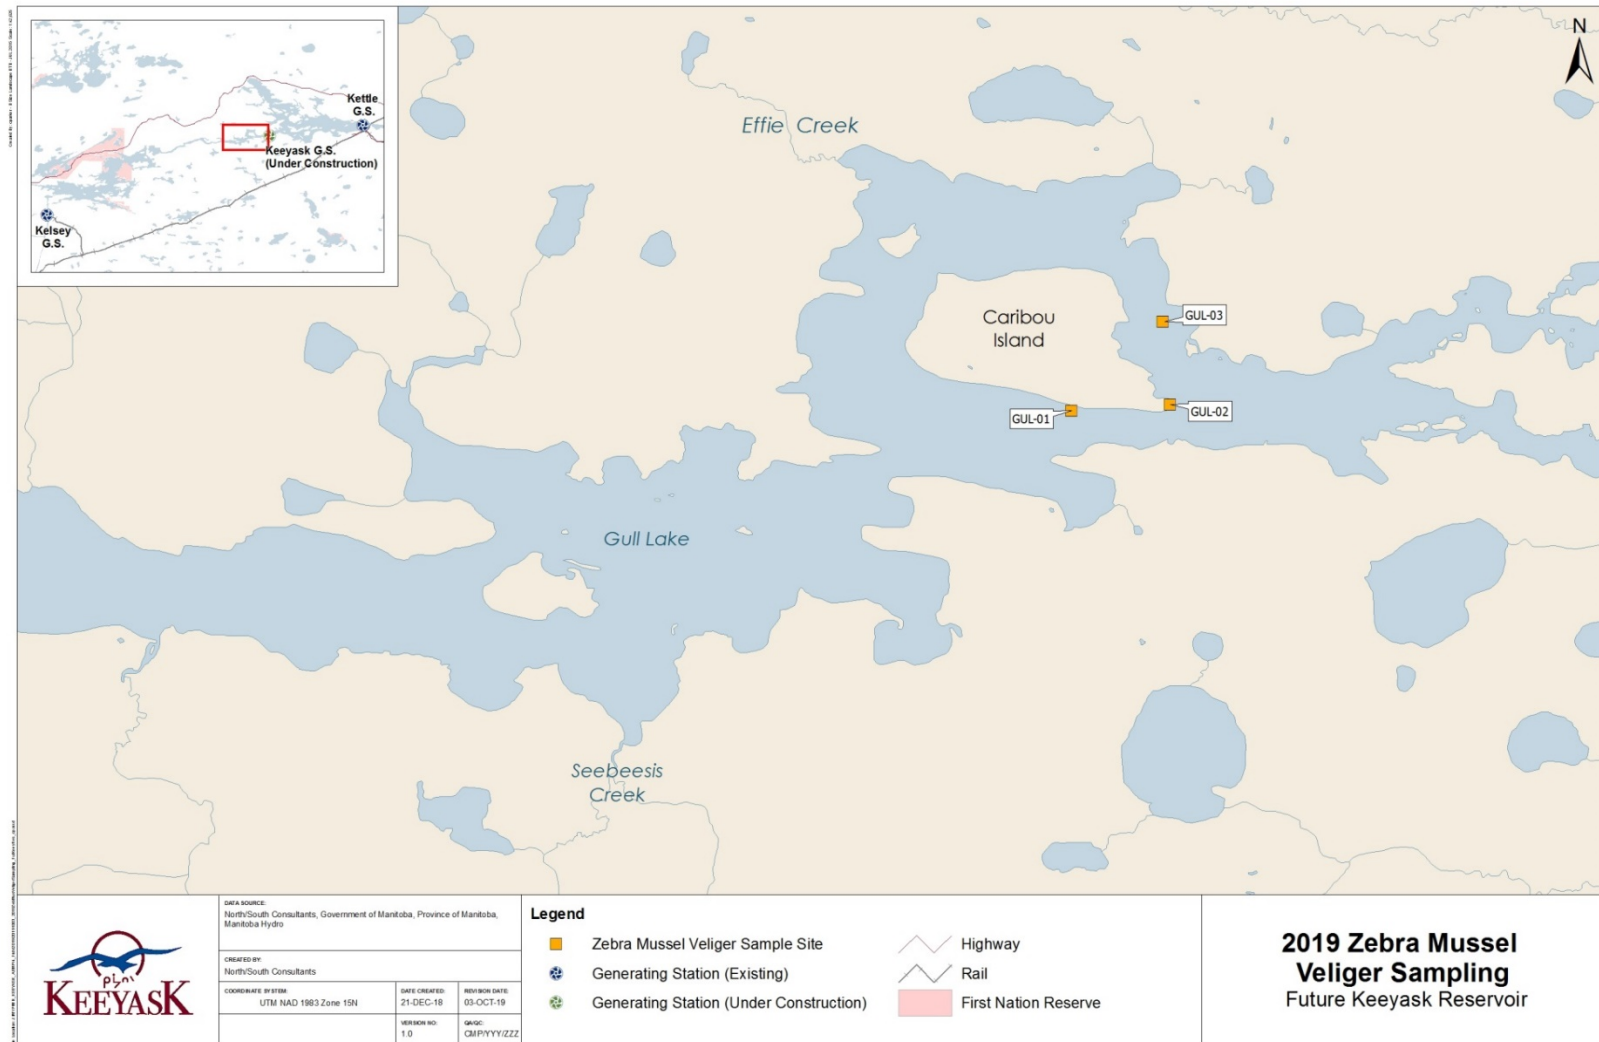 Kettle
G.S.
Keeyask G.S.
(Under Construction)
Kelsey
G.S.
N
Effie Creek
Caribou
Island
GUL-03
GUL-01
GUL-02
Gull Lake
Seebeesis
Creek
KEEYASK
DATA SOURCE:
North/South Consultants, Government of Manitoba, Province of Manitoba,
Manitoba Hydro
CREATED BY:
North/South Consultants
COORDINATE SYSTEM:
UTM NAD 1983 Zone 15N
DATE CREATED:
21-DEC-18
REVISION DATE:
03-OCT-19
VERSION NO:
1.0
QA/QC:
CMP/YYY/ZZZ
Legend
Zebra Mussel Veliger Sample Site
Generating Station (Existing)
Generating Station (Under Construction)
Highway
Rail
First Nation Reserve
2019 Zebra Mussel
Veliger Sampling
Future Keeyask Reservoir